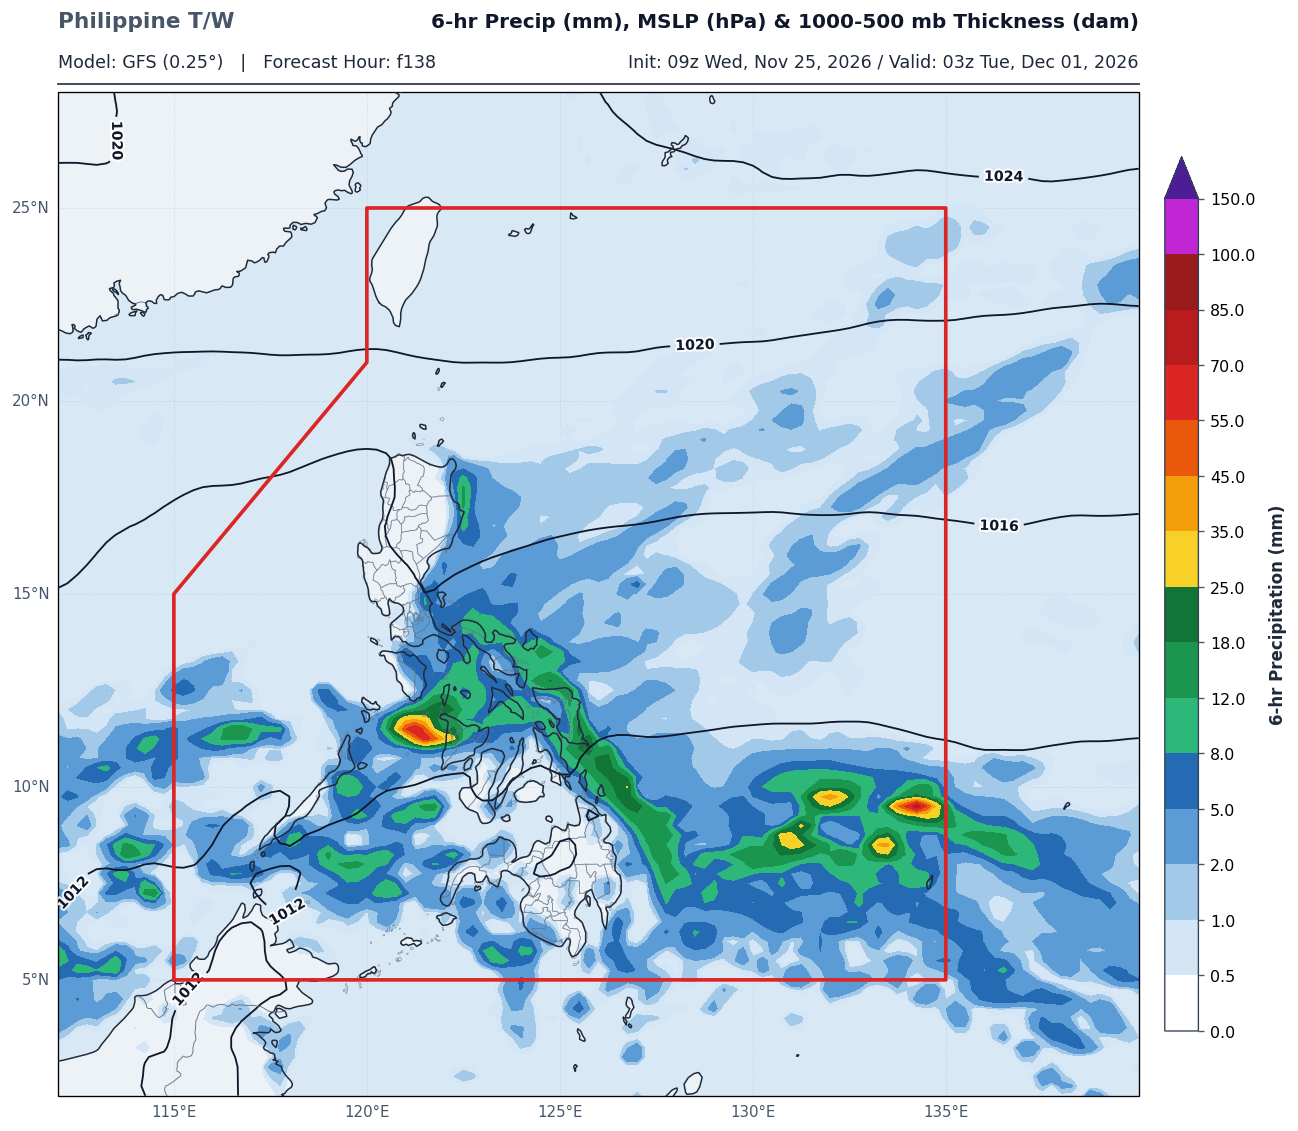 Philippine T/W
6-hr Precip (mm), MSLP (hPa) & 1000-500 mb Thickness (dam)
Model: GFS (0.25°) | Forecast Hour: f138
Init: 09z Wed, Nov 25, 2026 / Valid: 03z Tue, Dec 01, 2026
1020
1024
1020
1016
1012
1012
1012
25°N
20°N
15°N
10°N
5°N
115°E
120°E
125°E
130°E
135°E
150.0
100.0
85.0
70.0
55.0
45.0
35.0
25.0
18.0
12.0
8.0
5.0
2.0
1.0
0.5
0.0
6-hr Precipitation (mm)